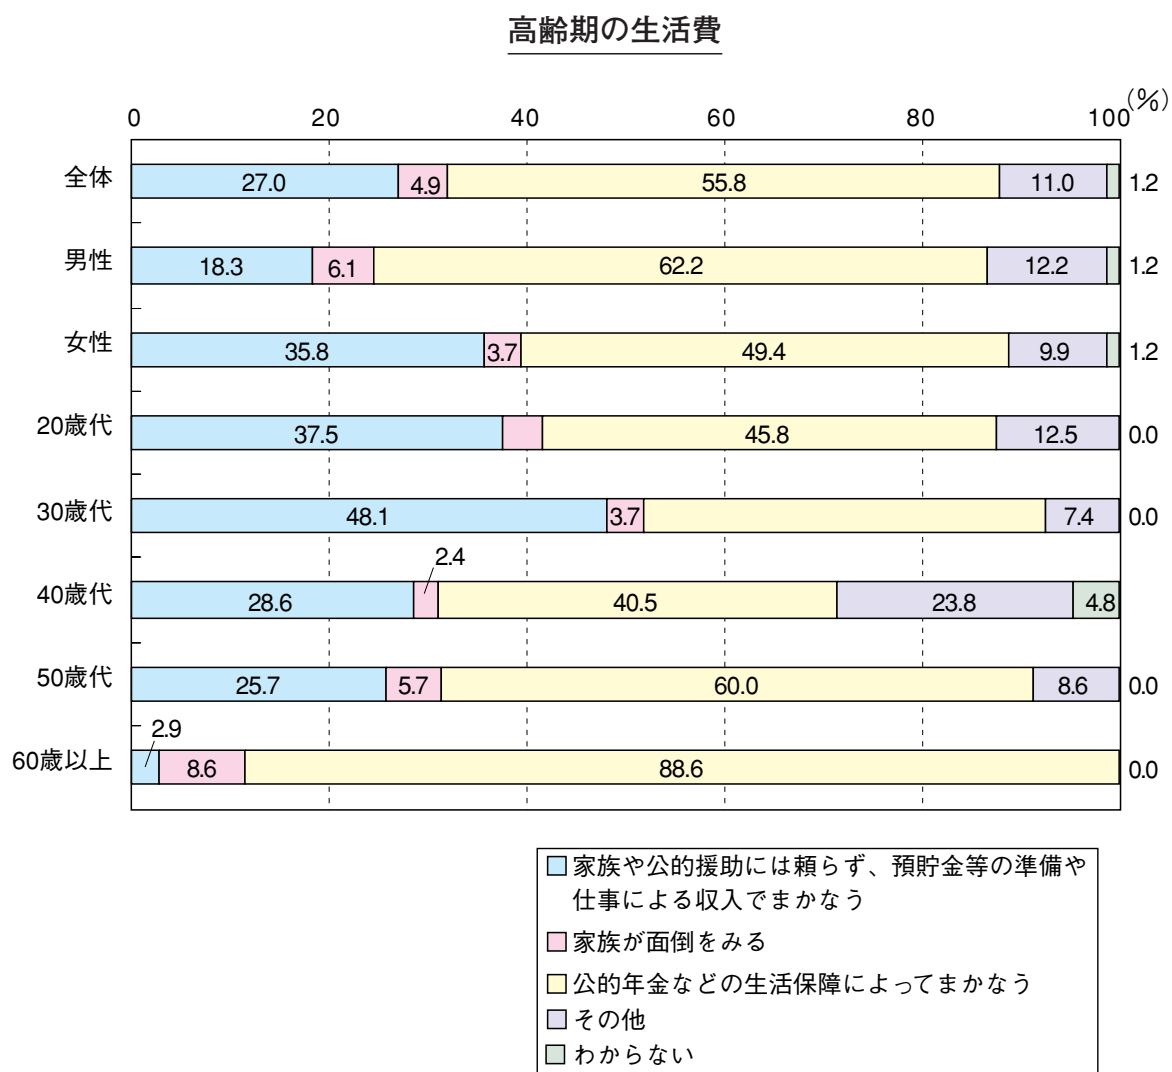 高齢期の生活費
0 20 40 60 80 100 (%)
全体 27.0 4.9 55.8 11.0 1.2
男性 18.3 6.1 62.2 12.2 1.2
女性 35.8 3.7 49.4 9.9 1.2
20歳代 37.5 45.8 12.5 0.0
30歳代 48.1 3.7 7.4 0.0
2.4
40歳代 28.6 40.5 23.8 4.8
50歳代 25.7 5.7 60.0 8.6 0.0
2.9
60歳以上 8.6 88.6 0.0
家族や公的援助には頼らず、預貯金等の準備や
仕事による収入でまかなう
家族が面倒をみる
公的年金などの生活保障によってまかなう
その他
わからない